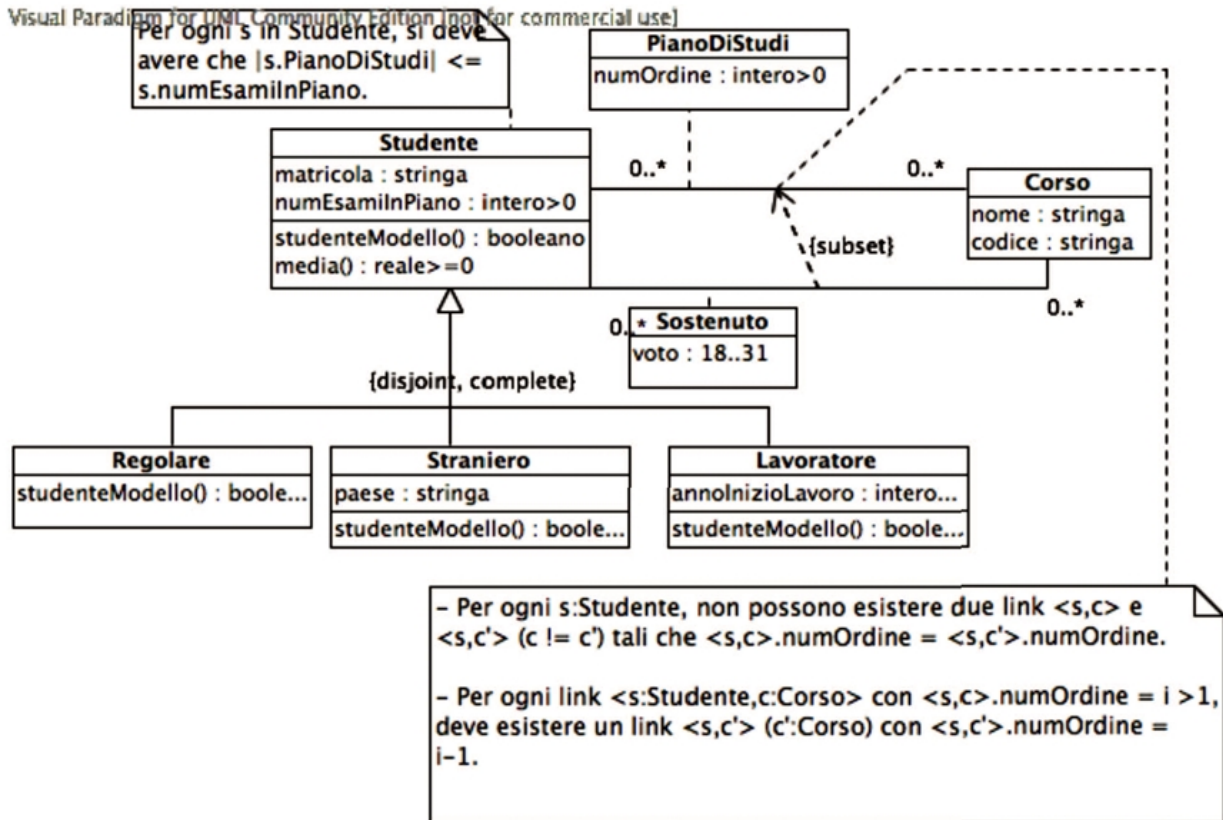 Visual Paradigm for UML Community Edition [not for commercial use]
Per ogni s in Studente, si deve
avere che |s.PianoDiStudi| <=
s.numEsamiInPiano.
PianoDiStudi
numOrdine : intero>0
Studente
matricola : stringa
numEsamiInPiano : intero>0
studenteModello() : booleano
media() : reale>=0
0..*
0..*
Corso
nome : stringa
codice : stringa
{subset}
0..*
0..*
Sostenuto
voto : 18..31
{disjoint, complete}
Regolare
studenteModello() : boole...
Straniero
paese : stringa
studenteModello() : boole...
Lavoratore
annoInizioLavoro : intero...
studenteModello() : boole...
– Per ogni s:Studente, non possono esistere due link <s,c> e
<s,c'> (c != c') tali che <s,c>.numOrdine = <s,c'>.numOrdine.
– Per ogni link <s:Studente,c:Corso> con <s,c>.numOrdine = i >1,
deve esistere un link <s,c'> (c':Corso) con <s,c'>.numOrdine =
i–1.